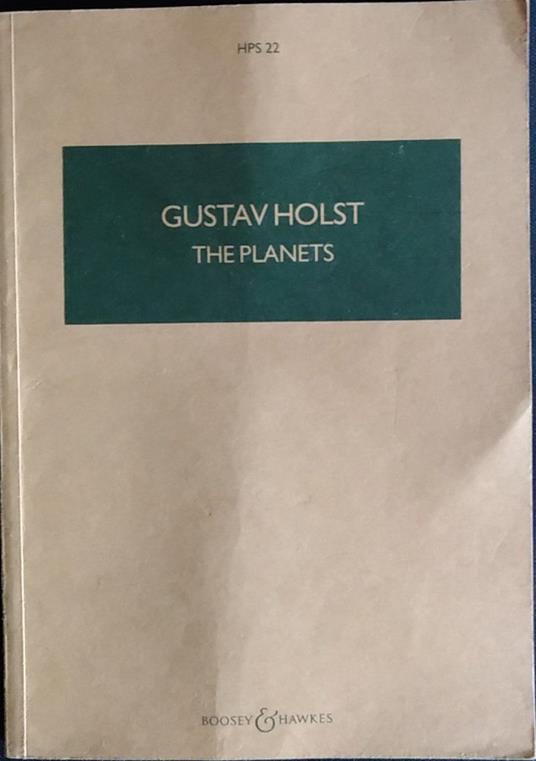 HPS 22
GUSTAV HOLST
THE PLANETS
BOOSEY & HAWKES